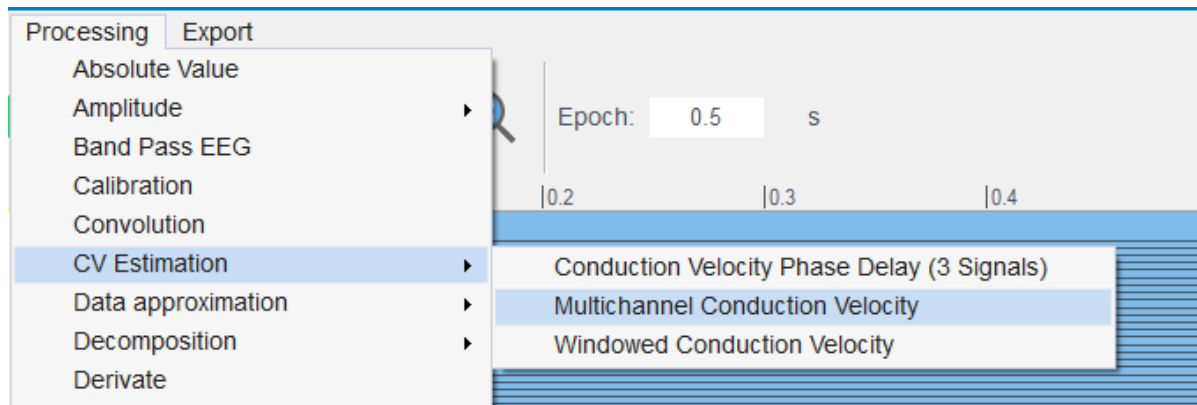 Processing Export
Absolute Value
Amplitude
Epoch: 0.5 s
Band Pass EEG
Calibration
0.2 0.3 0.4
Convolution
CV Estimation
Conduction Velocity Phase Delay (3 Signals)
Data approximation
Multichannel Conduction Velocity
Decomposition
Windowed Conduction Velocity
Derivate